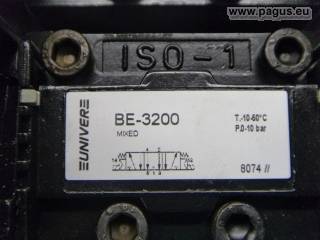 www.pagus.eu
ISO-1
UNIVER
BE-3200
MIXED
T.-10-60°C
P.0-10 bar
8074 //